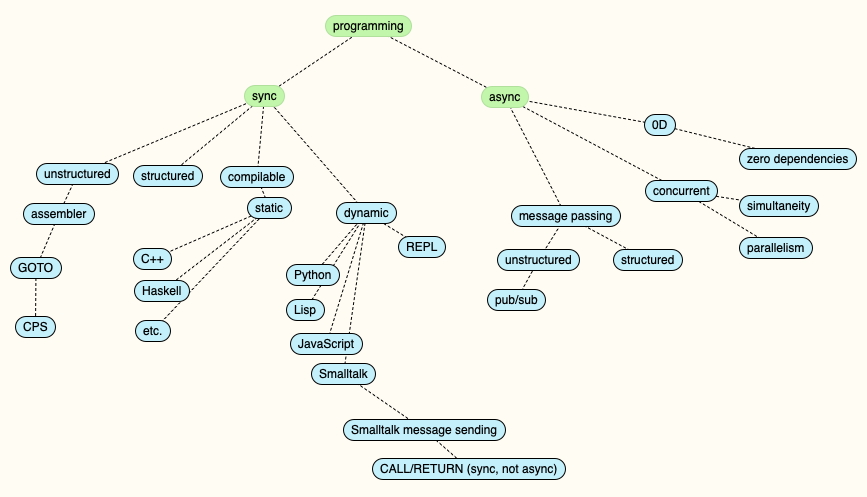 programming
sync
async
0D
zero dependencies
unstructured
structured
compilable
concurrent
simultaneity
assembler
static
dynamic
message passing
REPL
parallelism
C++
unstructured
structured
GOTO
Python
Haskell
pub/sub
Lisp
CPS
etc.
JavaScript
Smalltalk
Smalltalk message sending
CALL/RETURN (sync, not async)